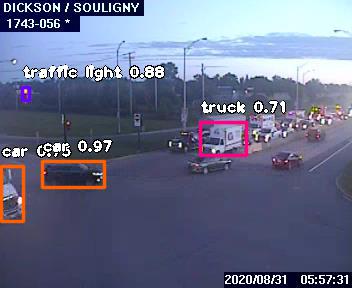 DICKSON / SOULIGNY
1743-056 *
traffic light 0.88
truck 0.71
car 0.75
car 0.97
2020/08/31 05:57:31